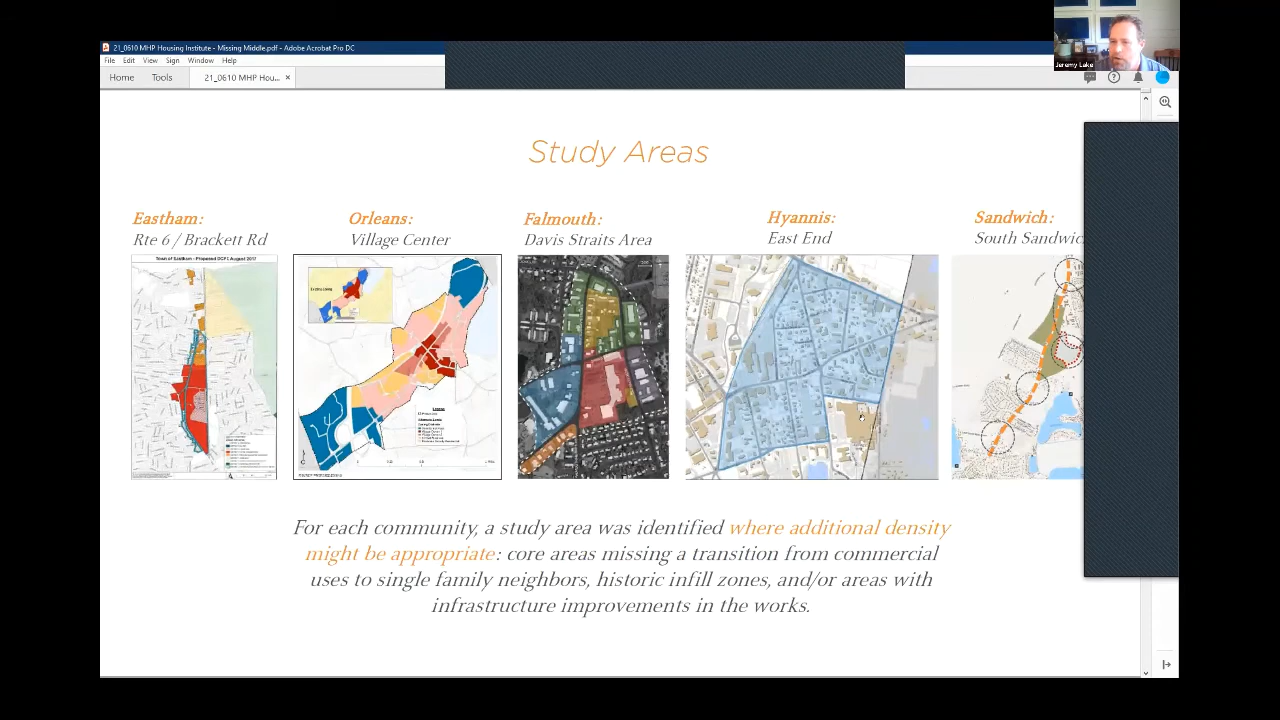 21_0610 MHP Housing Institute - Missing Middle.pdf - Adobe Acrobat Pro DC
File Edit View Sign Window Help
Home Tools 21_0610 MHP Hou... ×
Jeremy Lake
Study Areas
Eastham:
Rte 6 / Brackett Rd
Orleans:
Village Center
Falmouth:
Davis Straits Area
Hyannis:
East End
Sandwich:
South Sandwic
Town of Eastham - Proposed DCPC August 2017
For each community, a study area was identified where additional density
might be appropriate: core areas missing a transition from commercial
uses to single family neighbors, historic infill zones, and/or areas with
infrastructure improvements in the works.